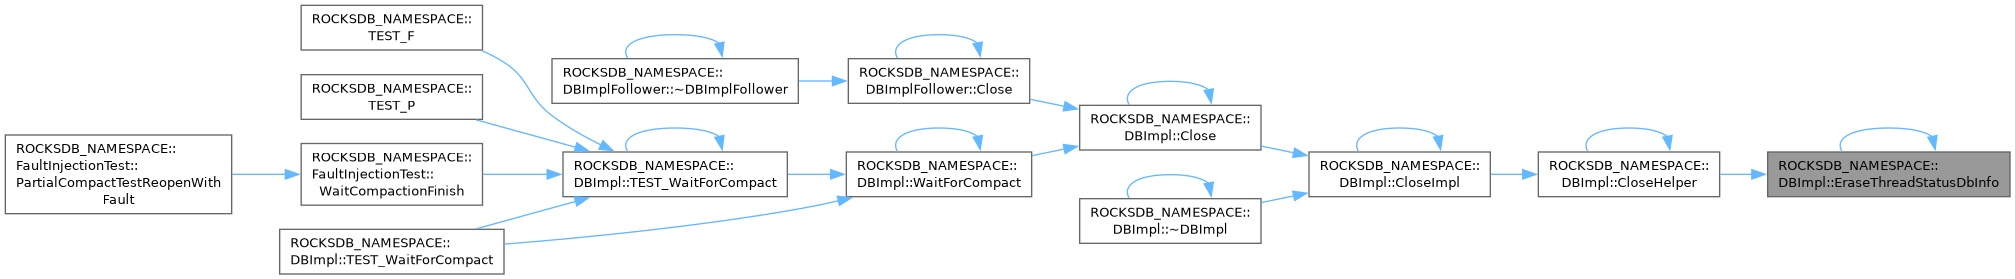 ROCKSDB_NAMESPACE::
TEST_F
ROCKSDB_NAMESPACE::
TEST_P
ROCKSDB_NAMESPACE::
FaultInjectionTest::
PartialCompactTestReopenWith
Fault
ROCKSDB_NAMESPACE::
FaultInjectionTest::
WaitCompactionFinish
ROCKSDB_NAMESPACE::
DBImpl::TEST_WaitForCompact
ROCKSDB_NAMESPACE::
DBImplFollower::~DBImplFollower
ROCKSDB_NAMESPACE::
DBImpl::TEST_WaitForCompact
ROCKSDB_NAMESPACE::
DBImplFollower::Close
ROCKSDB_NAMESPACE::
DBImpl::WaitForCompact
ROCKSDB_NAMESPACE::
DBImpl::Close
ROCKSDB_NAMESPACE::
DBImpl::~DBImpl
ROCKSDB_NAMESPACE::
DBImpl::CloseImpl
ROCKSDB_NAMESPACE::
DBImpl::CloseHelper
ROCKSDB_NAMESPACE::
DBImpl::EraseThreadStatusDbInfo